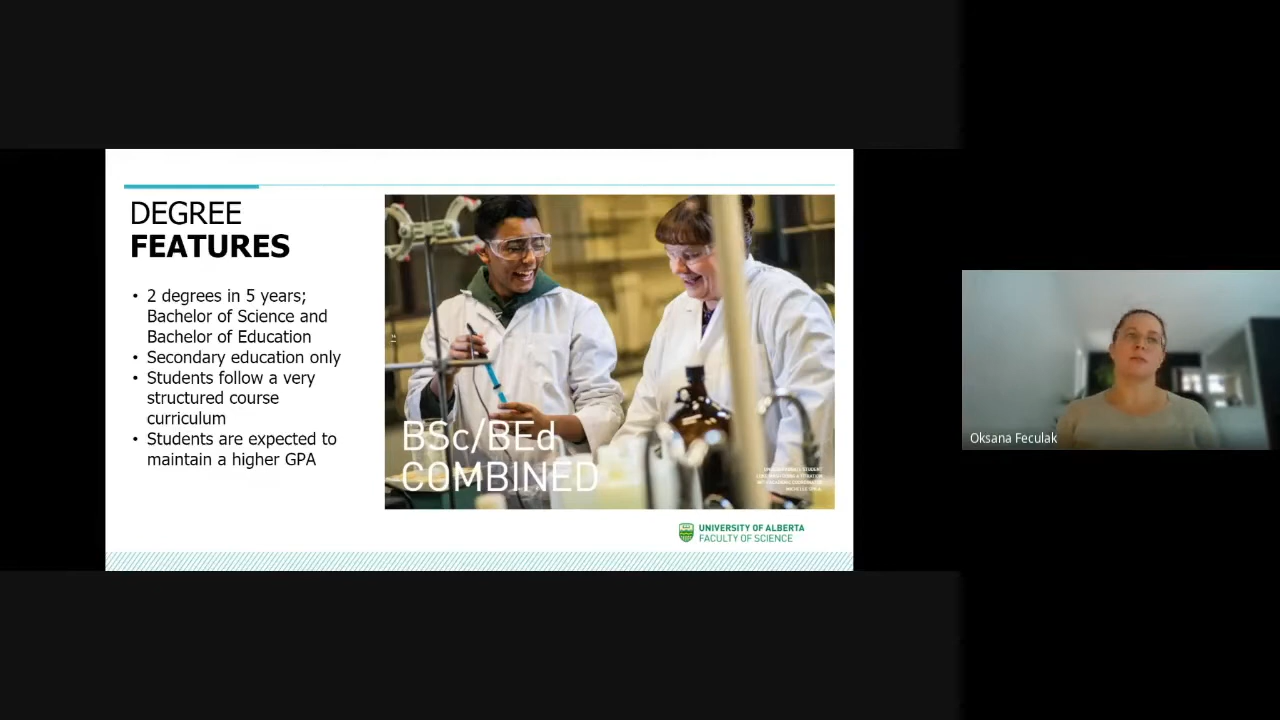 DEGREE
FEATURES
• 2 degrees in 5 years;
Bachelor of Science and
Bachelor of Education
• Secondary education only
• Students follow a very
structured course
curriculum
• Students are expected to
maintain a higher GPA
BSc/BEd
COMBINED
UNIVERSITY OF ALBERTA
FACULTY OF SCIENCE
Oksana Feculak